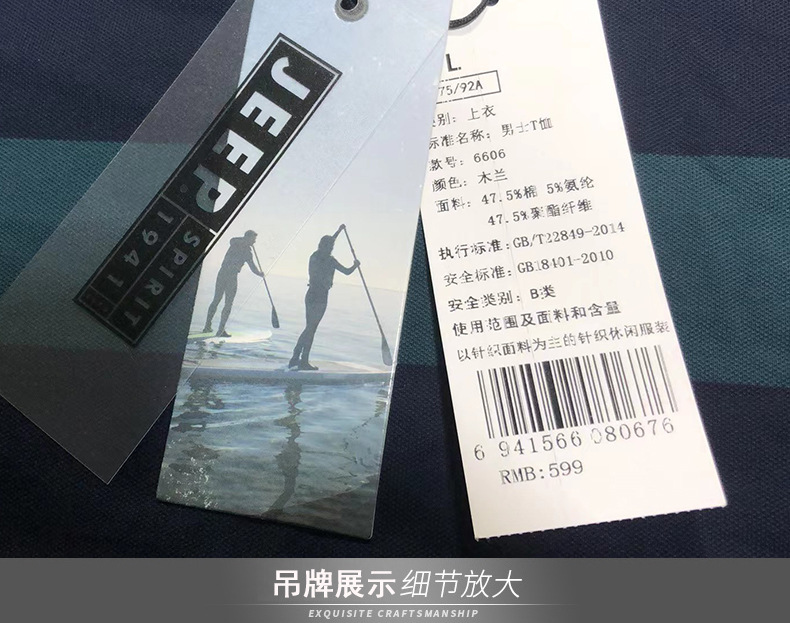 JEEP
SPIRIT
1941
L
75/92A
别: 上衣
标准名称: 男士T恤
款号: 6606
颜色: 木兰
面料: 47.5%棉 5%氨纶
47.5%聚酯纤维
执行标准:GB/T22849-2014
安全标准: GB18401-2010
安全类别: B类
使用范围及面料和含量
以针织面料为主的针织休闲服装
6 941566 080676
RMB:599
吊牌展示 细节放大
EXQUISITE CRAFTSMANSHIP